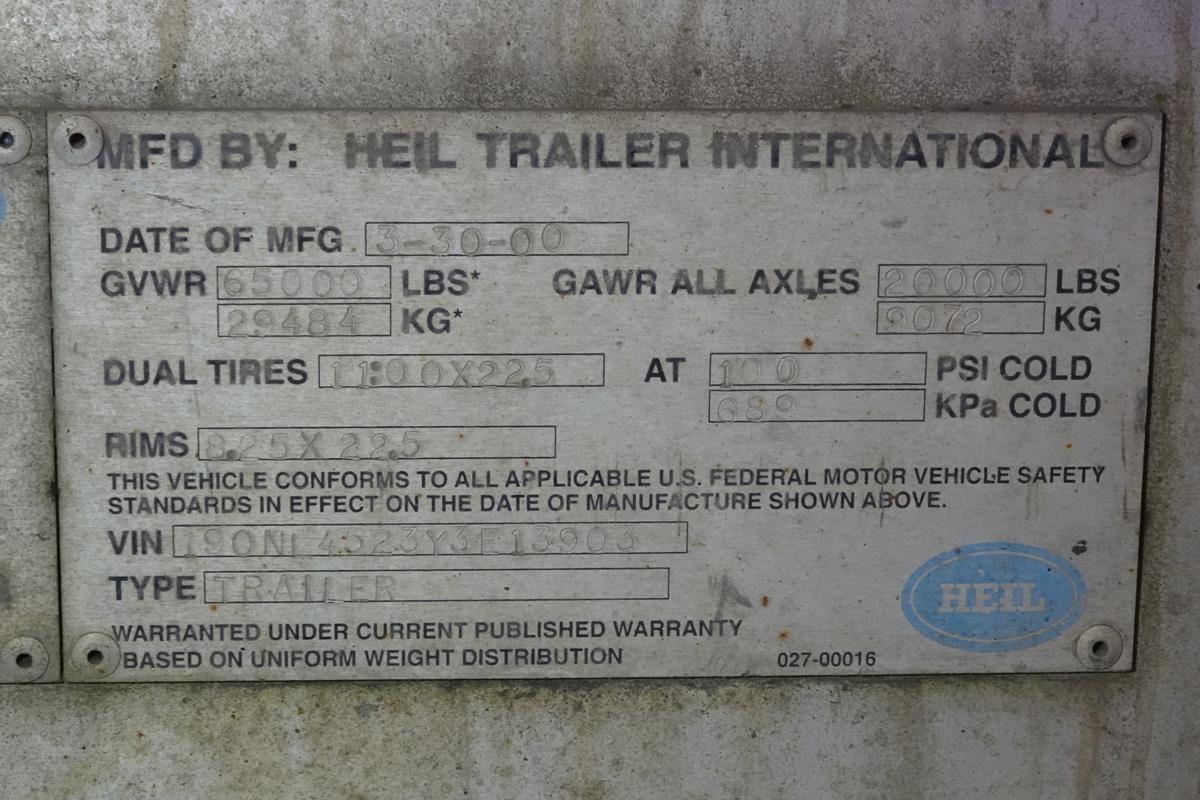 MFD BY: HEIL TRAILER INTERNATIONAL
DATE OF MFG. 3-30-00
GVWR 65000 LBS* GAWR ALL AXLES 20000 LBS
29484 KG* 9072 KG
DUAL TIRES 11:00X22.5 AT 100 PSI COLD
689 KPa COLD
RIMS 8.25X22.5
THIS VEHICLE CONFORMS TO ALL APPLICABLE U.S. FEDERAL MOTOR VEHICLE SAFETY
STANDARDS IN EFFECT ON THE DATE OF MANUFACTURE SHOWN ABOVE.
VIN
TYPE TRAILER
HEIL
WARRANTED UNDER CURRENT PUBLISHED WARRANTY
BASED ON UNIFORM WEIGHT DISTRIBUTION 027-00016